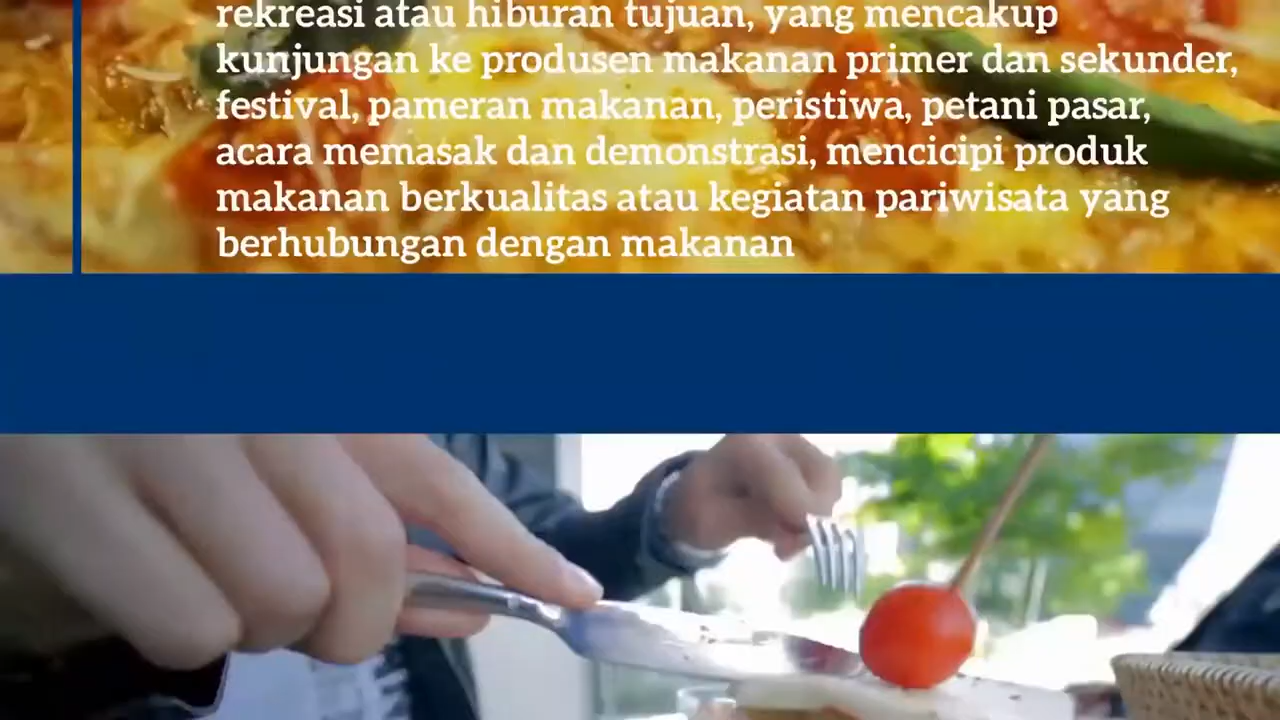 rekreasi atau hiburan tujuan, yang mencakup
kunjungan ke produsen makanan primer dan sekunder,
festival, pameran makanan, peristiwa, petani pasar,
acara memasak dan demonstrasi, mencicipi produk
makanan berkualitas atau kegiatan pariwisata yang
berhubungan dengan makanan